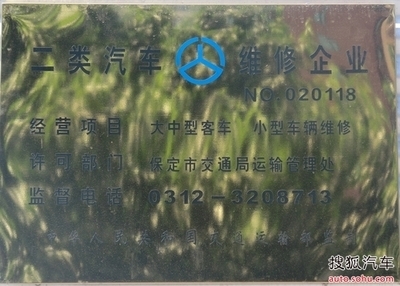 二类汽车 维修企业
NO.020118
经营项目 大中型客车 小型车辆维修
许可部门 保定市交通局运输管理处
监督电话 0312-3208713
搜狐汽车
auto.sohu.com